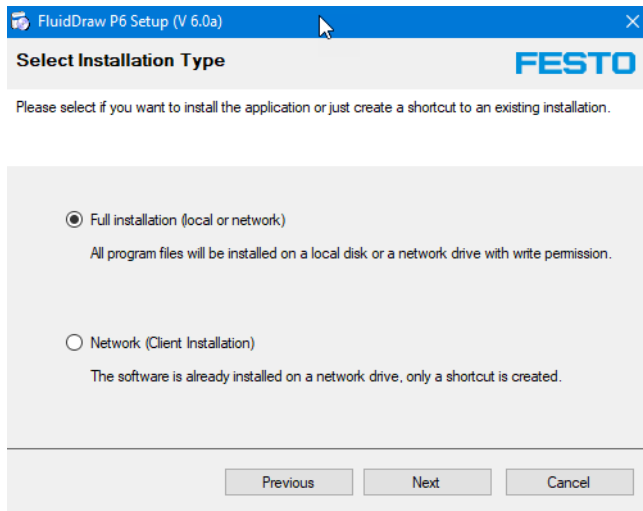 FluidDraw P6 Setup (V 6.0a)
Select Installation Type
FESTO
Please select if you want to install the application or just create a shortcut to an existing installation.
Full installation (local or network)
All program files will be installed on a local disk or a network drive with write permission.
Network (Client Installation)
The software is already installed on a network drive, only a shortcut is created.
Previous
Next
Cancel